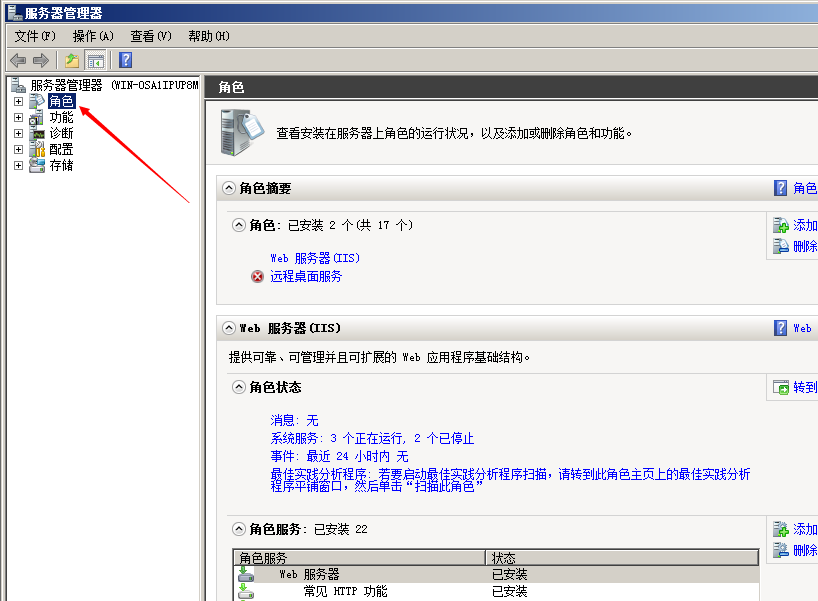 服务器管理器
文件(F) 操作(A) 查看(V) 帮助(H)
服务器管理器 (WIN-OSA1IPUP8M
角色
功能
诊断
配置
存储
角色
查看安装在服务器上角色的运行状况，以及添加或删除角色和功能。
角色摘要
角色
角色: 已安装 2 个(共 17 个)
添加
删除
Web 服务器(IIS)
远程桌面服务
Web 服务器(IIS)
Web
提供可靠、可管理并且可扩展的 Web 应用程序基础结构。
角色状态
转到
消息: 无
系统服务: 3 个正在运行, 2 个已停止
事件: 最近 24 小时内 无
最佳实践分析程序: 若要启动最佳实践分析程序扫描，请转到此角色主页上的最佳实践分析
程序平铺窗口，然后单击“扫描此角色”
角色服务: 已安装 22
添加
删除
角色服务 状态
Web 服务器 已安装
常见 HTTP 功能 已安装